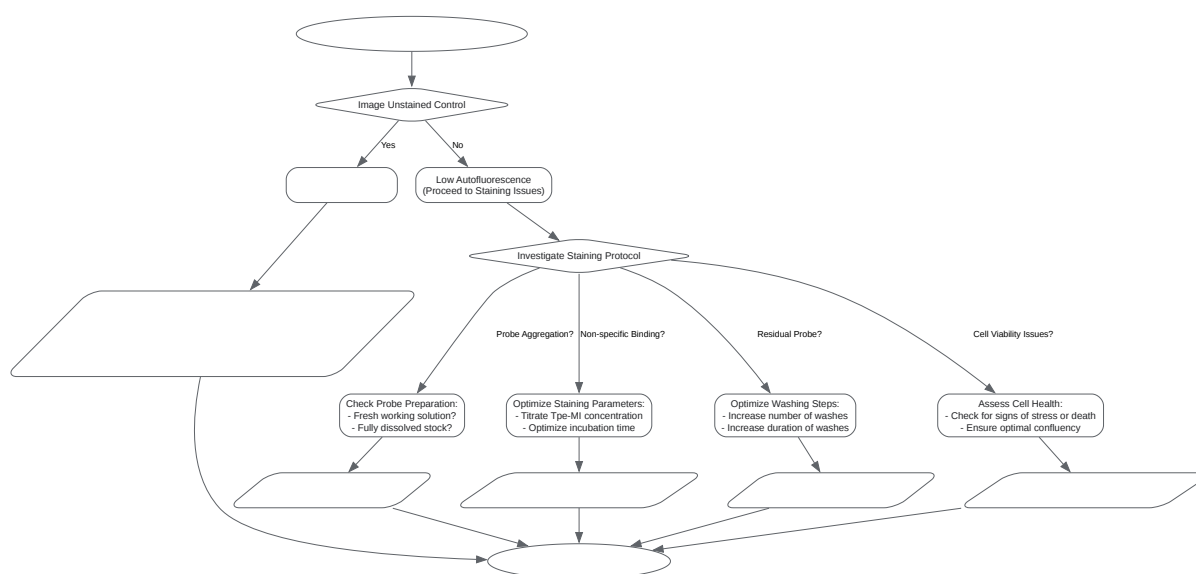 Image Unstained Control
Yes
No
Low Autofluorescence
(Proceed to Staining Issues)
Investigate Staining Protocol
Probe Aggregation?
Non-specific Binding?
Residual Probe?
Cell Viability Issues?
Check Probe Preparation:
- Fresh working solution?
- Fully dissolved stock?
Optimize Staining Parameters:
- Titrate Tpe-MI concentration
- Optimize incubation time
Optimize Washing Steps:
- Increase number of washes
- Increase duration of washes
Assess Cell Health:
- Check for signs of stress or death
- Ensure optimal confluency